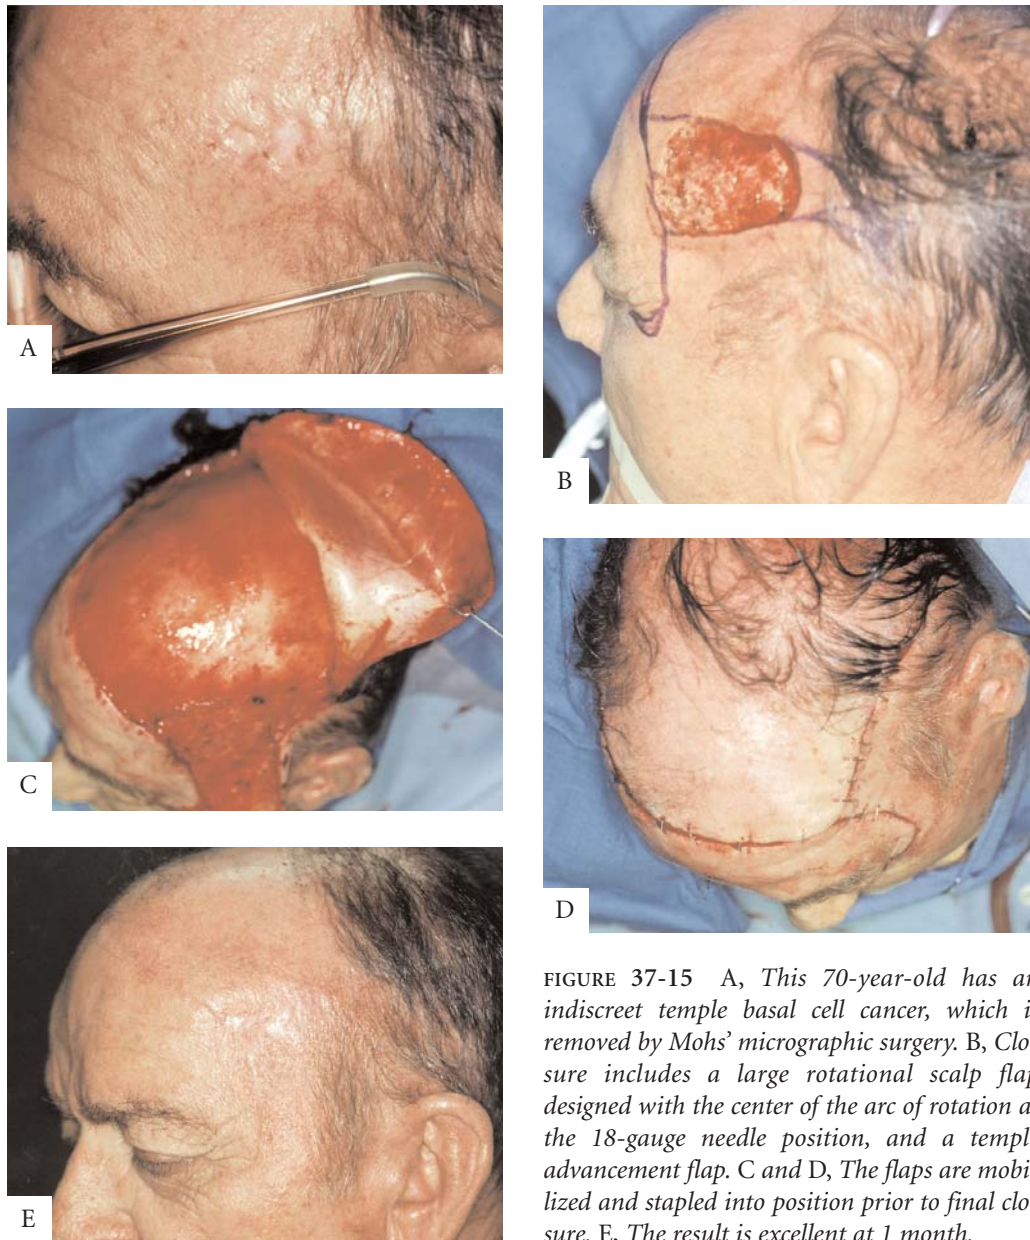 A
B
C
D
E
FIGURE 37-15 A, This 70-year-old has an
indiscreet temple basal cell cancer, which i
removed by Mohs’ micrographic surgery. B, Clo
sure includes a large rotational scalp flap
designed with the center of the arc of rotation a
the 18-gauge needle position, and a templ
advancement flap. C and D, The flaps are mobi
lized and stapled into position prior to final clo
sure. E, The result is excellent at 1 month.